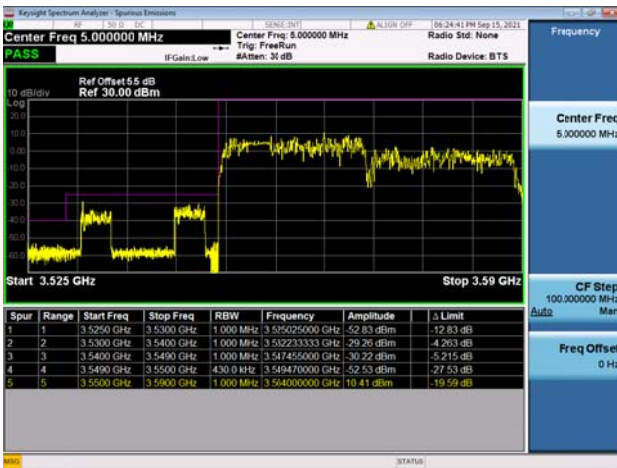 Keysight Spectrum Analyzer - Spurious Emissions
RF 50 Ω DC SENSE:INT ALIGN OFF 06:24:41 PM Sep 15, 2021
Center Freq 5.000000 MHz Center Freq: 5.000000 MHz Radio Std: None Frequency
Trig: FreeRun
PASS IFGain:Low #Atten: 30 dB Radio Device: BTS
Ref Offset 5.5 dB
10 dB/div Ref 30.00 dBm
Log
20.0
10.0
0.00
-10.0
-20.0
-30.0
-40.0
-50.0
-60.0
Start 3.525 GHz Stop 3.59 GHz
Center Freq
5.000000 MHz
CF Step
100.000000 MHz
Auto Man
Freq Offset
0 Hz
Spur Range Start Freq Stop Freq RBW Frequency Amplitude Δ Limit
1 1 3.5250 GHz 3.5300 GHz 1.000 MHz 3.525025000 GHz -52.83 dBm -12.83 dB
2 2 3.5300 GHz 3.5400 GHz 1.000 MHz 3.532233333 GHz -29.26 dBm -4.263 dB
3 3 3.5400 GHz 3.5490 GHz 1.000 MHz 3.547455000 GHz -30.22 dBm -5.215 dB
4 4 3.5490 GHz 3.5500 GHz 430.0 kHz 3.549470000 GHz -52.53 dBm -27.53 dB
5 5 3.5500 GHz 3.5900 GHz 1.000 MHz 3.564000000 GHz 10.41 dBm -19.59 dB
MSG STATUS